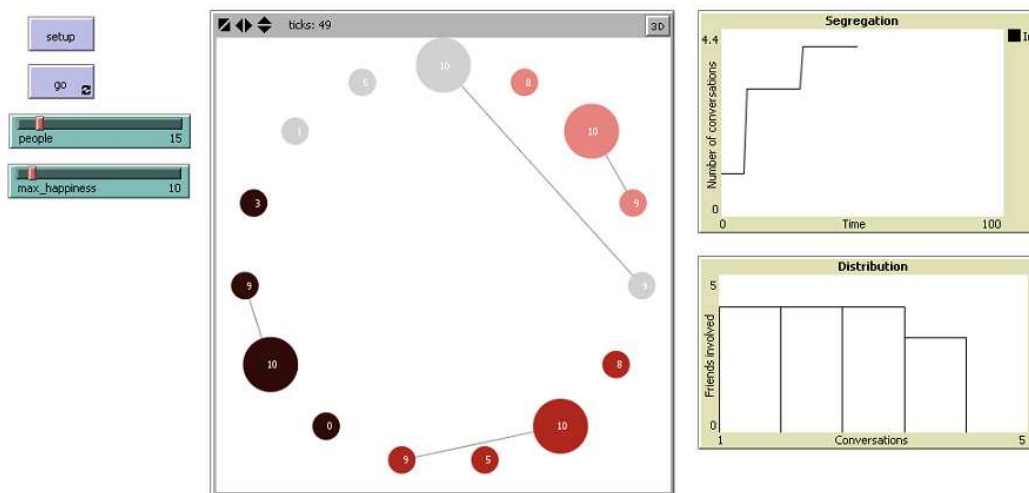 setup
go
people 15
max_happiness 10
ticks: 49
3D
10
5
8
1
10
3
9
9
9
10
8
0
10
9
5
Segregation
4.4
Number of conversations
0
0 Time 100
Distribution
5
Friends involved
0
1 Conversations 5